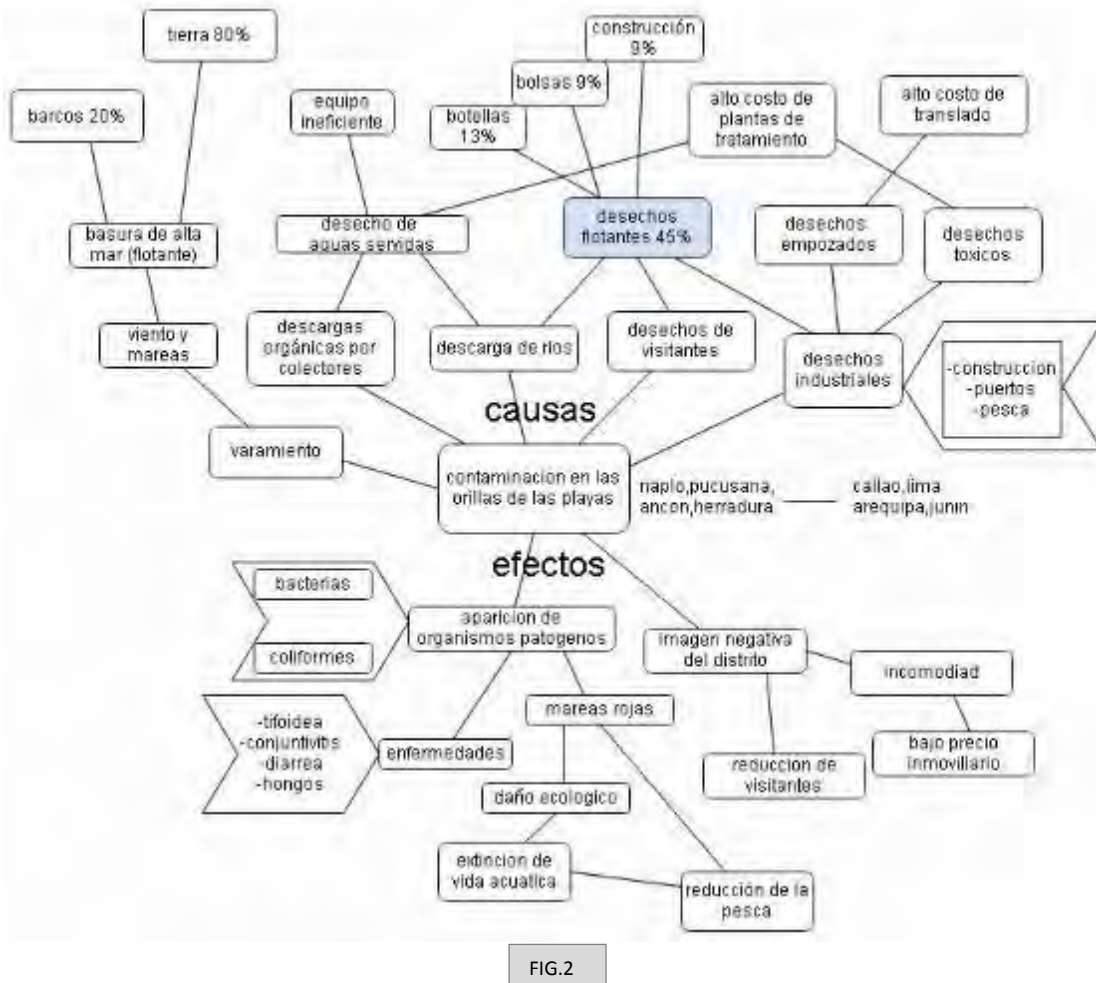 tierra 80%
construcción
9%
bolsas 9%
barcos 20%
equipo
ineficiente
botellas
13%
alto costo de
plantas de
tratamiento
alto costo de
translado
basura de alta
mar (flotante)
desecho de
aguas servidas
desechos
flotantes 45%
desechos
empozados
desechos
toxicos
viento y
mareas
descargas
orgánicas por
colectores
descarga de rios
desechos de
visitantes
desechos
industriales
-construccion
-puertos
-pesca
causas
varamiento
contaminacion en las
orillas de las playas
naplo,pucusana,
ancon,herradura
callao,lima
arequipa,junin
efectos
bacterias
coliformes
aparicion de
organismos patogenos
imagen negativa
del distrito
incomodiad
mareas rojas
-tifoidea
-conjuntivitis
-diarrea
-hongos
enfermedades
reduccion de
visitantes
bajo precio
inmoviliario
daño ecologico
extincion de
vida acuatica
reducción de la
pesca
FIG.2